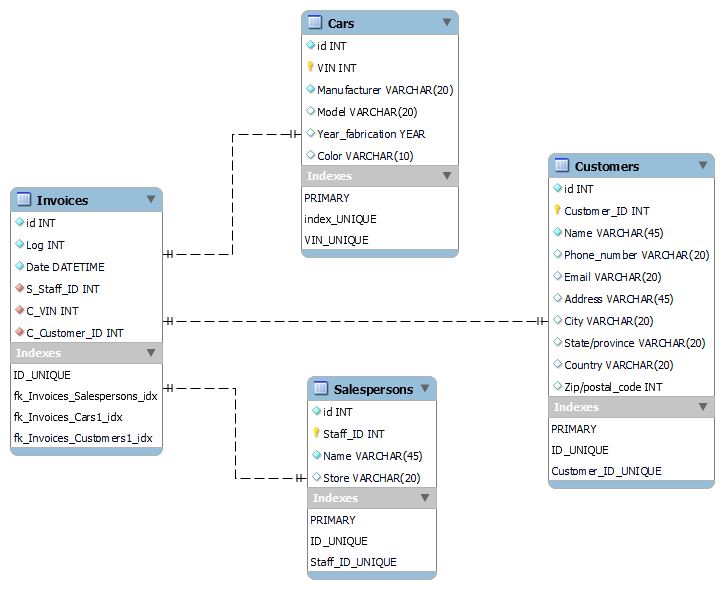 Cars
id INT
VIN INT
Manufacturer VARCHAR(20)
Model VARCHAR(20)
Year_fabrication YEAR
Color VARCHAR(10)
Indexes
PRIMARY
index_UNIQUE
VIN_UNIQUE
Invoices
id INT
Log INT
Date DATETIME
S_Staff_ID INT
C_VIN INT
C_Customer_ID INT
Indexes
ID_UNIQUE
fk_Invoices_Salespersons_idx
fk_Invoices_Cars1_idx
fk_Invoices_Customers1_idx
Customers
id INT
Customer_ID INT
Name VARCHAR(45)
Phone_number VARCHAR(20)
Email VARCHAR(20)
Address VARCHAR(45)
City VARCHAR(20)
State/province VARCHAR(20)
Country VARCHAR(20)
Zip/postal_code INT
Indexes
PRIMARY
ID_UNIQUE
Customer_ID_UNIQUE
Salespersons
id INT
Staff_ID INT
Name VARCHAR(45)
Store VARCHAR(20)
Indexes
PRIMARY
ID_UNIQUE
Staff_ID_UNIQUE